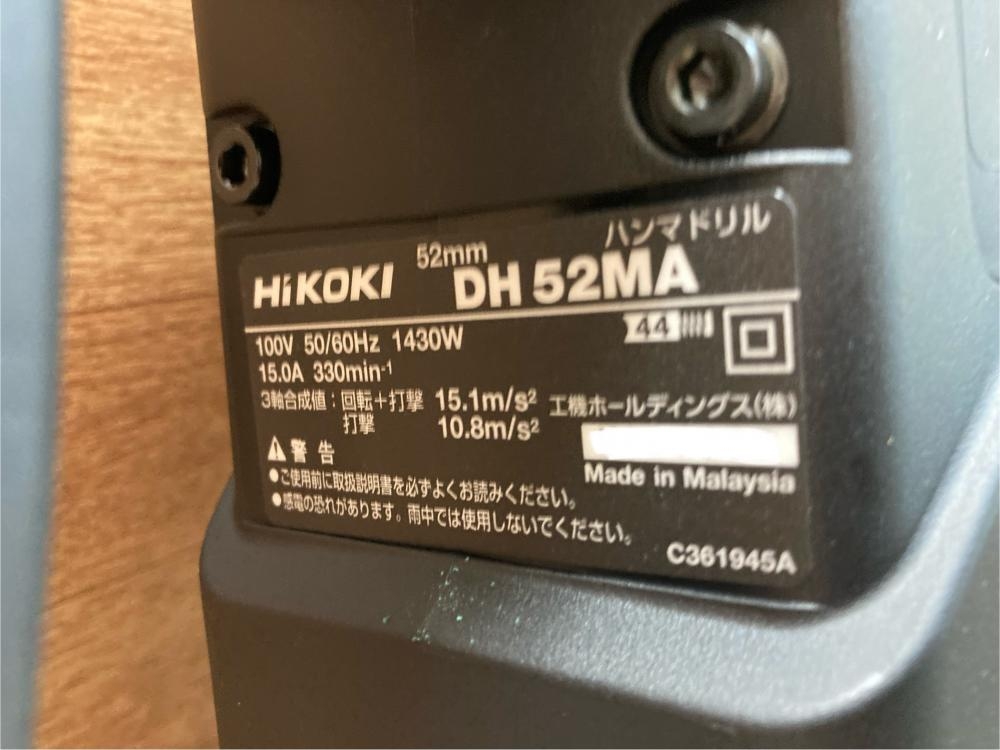 ハンマドリル
HiKOKI 52mm DH 52MA
100V 50/60Hz 1430W
44
15.0A 330min⁻¹
3軸合成値：回転＋打撃 15.1m/s²
打撃 10.8m/s²
工機ホールディングス(株)
Made in Malaysia
警告
●ご使用前に取扱説明書を必ずよくお読みください。
●感電の恐れがあります。雨中では使用しないでください。
C361945A